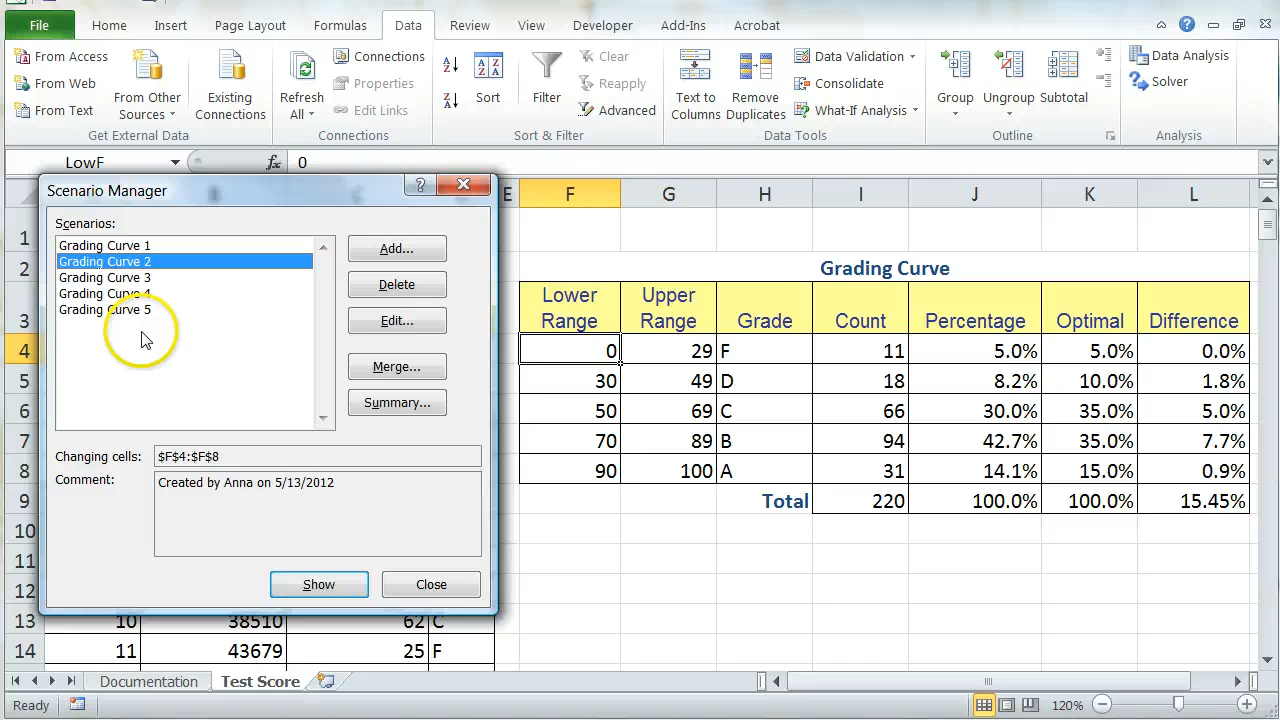 File Home Insert Page Layout Formulas Data Review View Developer Add-Ins Acrobat
From Access
From Web
From Text
From Other Sources
Existing Connections
Get External Data
Refresh All
Connections
Properties
Edit Links
Connections
Sort
Filter
Clear
Reapply
Advanced
Sort & Filter
Text to Columns
Remove Duplicates
Data Validation
Consolidate
What-If Analysis
Data Tools
Group
Ungroup
Subtotal
Outline
Data Analysis
Solver
Analysis
LowF fx 0
Scenario Manager
Scenarios:
Grading Curve 1
Grading Curve 2
Grading Curve 3
Grading Curve 4
Grading Curve 5
Add...
Delete
Edit...
Merge...
Summary...
Changing cells: $F$4:$F$8
Comment: Created by Anna on 5/13/2012
Show Close
E F G H I J K L
1
2 Grading Curve
3 Lower Range Upper Range Grade Count Percentage Optimal Difference
4 0 29 F 11 5.0% 5.0% 0.0%
5 30 49 D 18 8.2% 10.0% 1.8%
6 50 69 C 66 30.0% 35.0% 5.0%
7 70 89 B 94 42.7% 35.0% 7.7%
8 90 100 A 31 14.1% 15.0% 0.9%
9 Total 220 100.0% 100.0% 15.45%
10
11
12
13 10 38510 62 C
14 11 43679 25 F
Documentation Test Score
Ready 120%